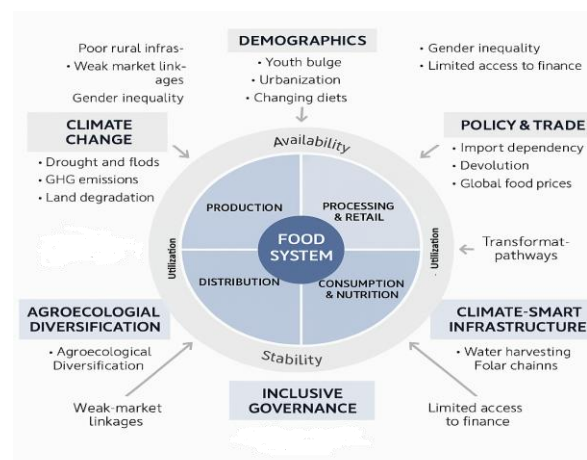 Poor rural infras-
• Weak market link-
ages
Gender inequality
DEMOGRAPHICS
• Youth bulge
• Urbanization
• Changing diets
• Gender inequality
• Limited access to finance
CLIMATE
CHANGE
• Drought and flods
• GHG emissions
• Land degradation
POLICY & TRADE
• Import dependency
• Devolution
• Global food prices
Availability
Utilization
PRODUCTION
PROCESSING
& RETAIL
FOOD
SYSTEM
DISTRIBUTION
CONSUMPTION
& NUTRITION
- Utilization
Stability
Transformat-
pathways
AGROECOLOGIAL
DIVERSIFICATION
• Agroecological
Diversification
Weak-market
linkages
INCLUSIVE
GOVERNANCE
CLIMATE-SMART
INFRASTRUCTURE
• Water harvesting
Folar chainns
Limited access
to finance